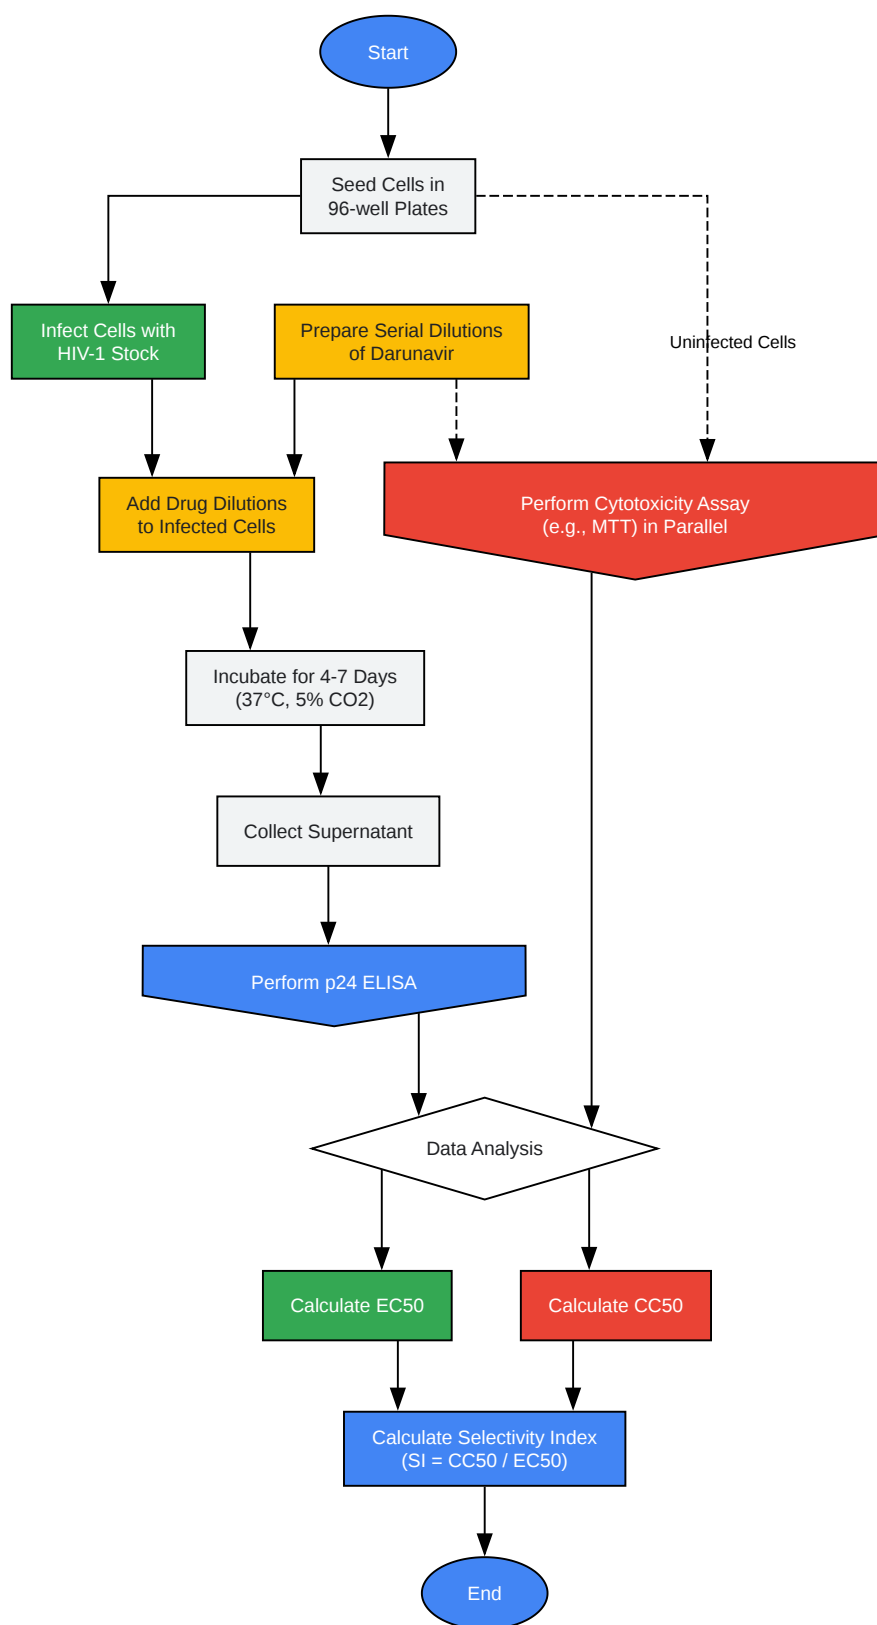 Start
Seed Cells in
96-well Plates
Infect Cells with
HIV-1 Stock
Prepare Serial Dilutions
of Darunavir
Uninfected Cells
Add Drug Dilutions
to Infected Cells
Perform Cytotoxicity Assay
(e.g., MTT) in Parallel
Incubate for 4-7 Days
(37°C, 5% CO2)
Collect Supernatant
Perform p24 ELISA
Data Analysis
Calculate EC50
Calculate CC50
Calculate Selectivity Index
(SI = CC50 / EC50)
End